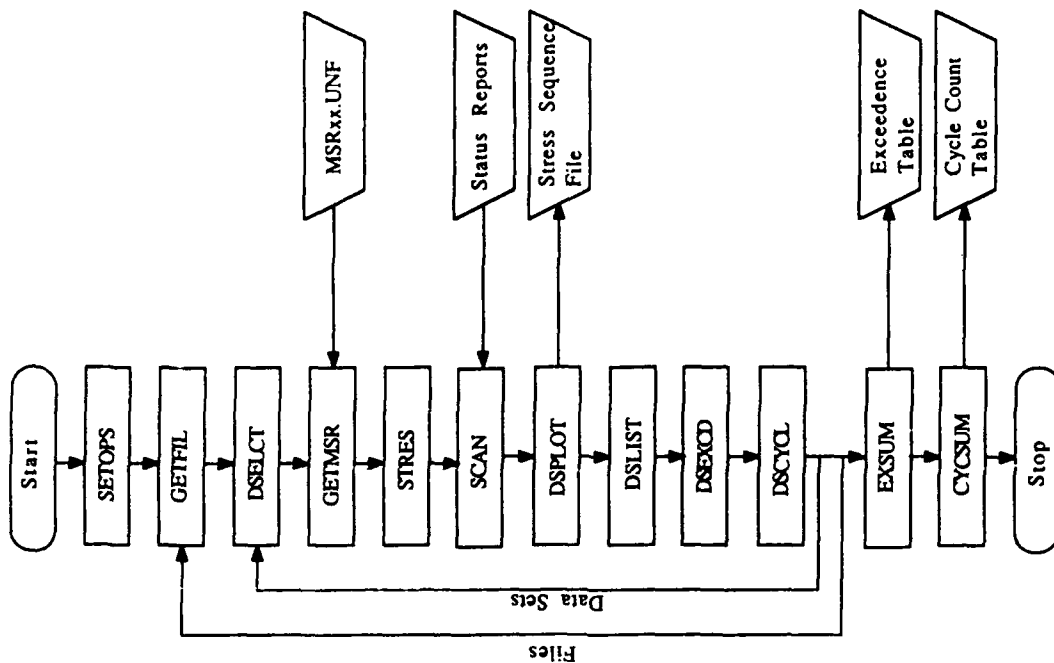 Start
SETOPS
GETFIL
DSELCT
GETMSR
STRES
SCAN
DSPLOT
DSLIST
DSEXCD
DSCYCL
EXSUM
CYCSUM
Stop
MSRxx.UNF
Status Reports
Stress Sequence
File
Exceedence
Table
Cycle Count
Table
Data Sets
Files